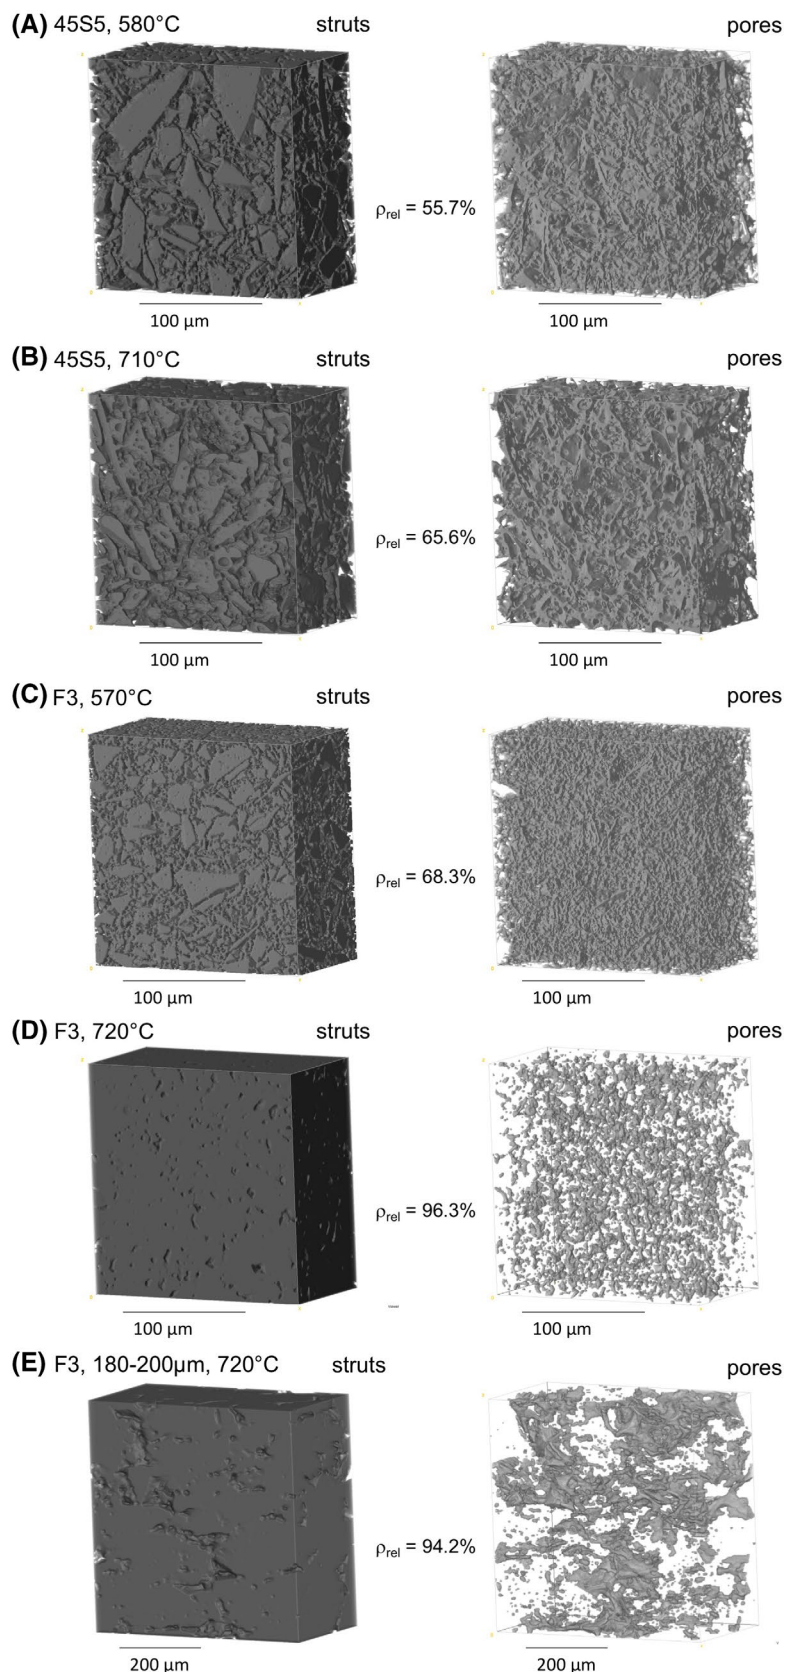 (A) 45S5, 580°C struts pores
ρrel = 55.7%
100 µm 100 µm
(B) 45S5, 710°C struts pores
ρrel = 65.6%
100 µm 100 µm
(C) F3, 570°C struts pores
ρrel = 68.3%
100 µm 100 µm
(D) F3, 720°C struts pores
ρrel = 96.3%
100 µm 100 µm
(E) F3, 180-200µm, 720°C struts pores
ρrel = 94.2%
200 µm 200 µm